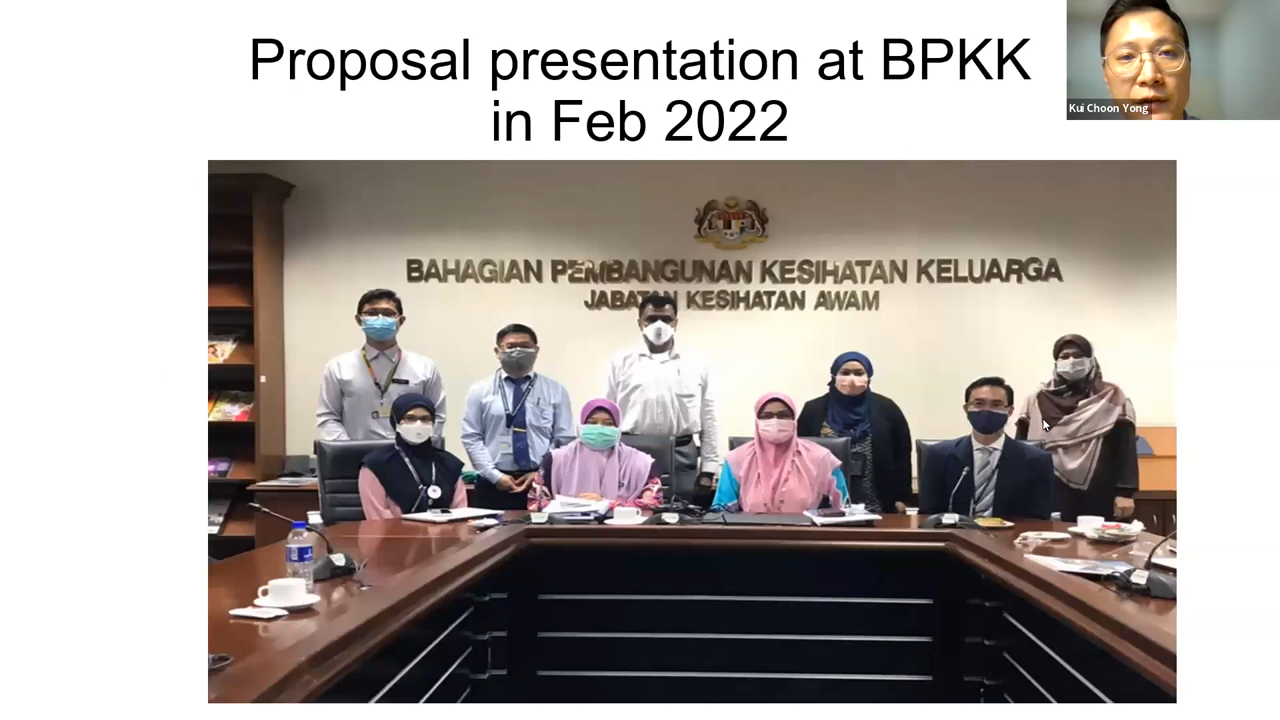 Proposal presentation at BPKK
in Feb 2022
Kui Choon Yong
BAHAGIAN PEMBANGUNAN KESIHATAN KELUARGA
JABATAN KESIHATAN AWAM